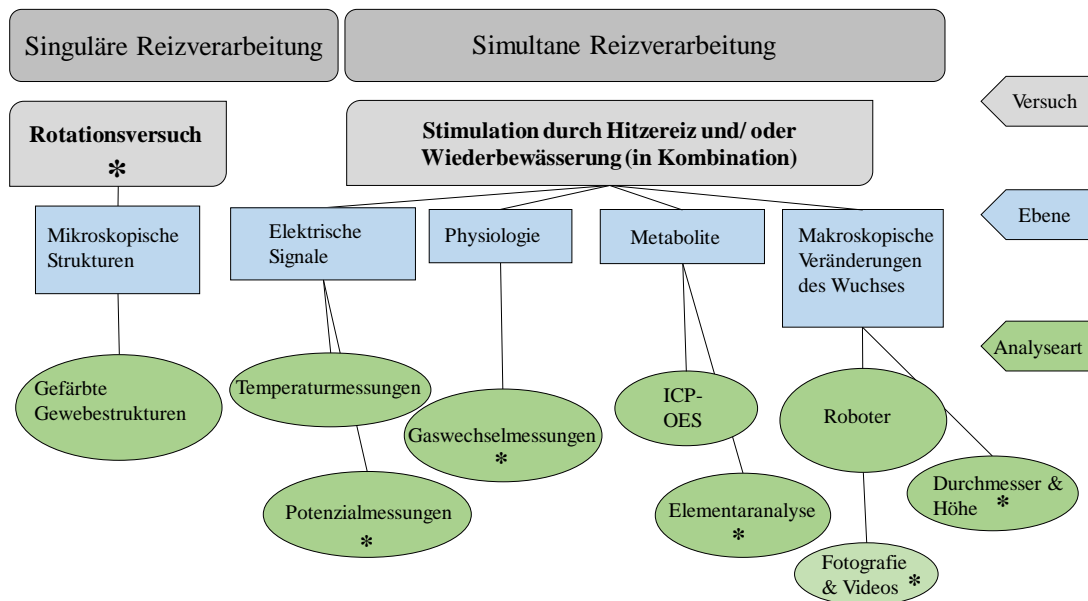 Singuläre Reizverarbeitung
Simultane Reizverarbeitung
Versuch
Rotationsversuch
*
Stimulation durch Hitzereiz und/ oder
Wiederbewässerung (in Kombination)
Ebene
Mikroskopische
Strukturen
Elektrische
Signale
Physiologie
Metabolite
Makroskopische
Veränderungen
des Wuchses
Analyseart
Gefärbte
Gewebestrukturen
Temperaturmessungen
Potenzialmessungen
*
Gaswechselmessungen
*
ICP-
OES
Elementaranalyse
*
Roboter
Fotografie
& Videos *
Durchmesser &
Höhe *